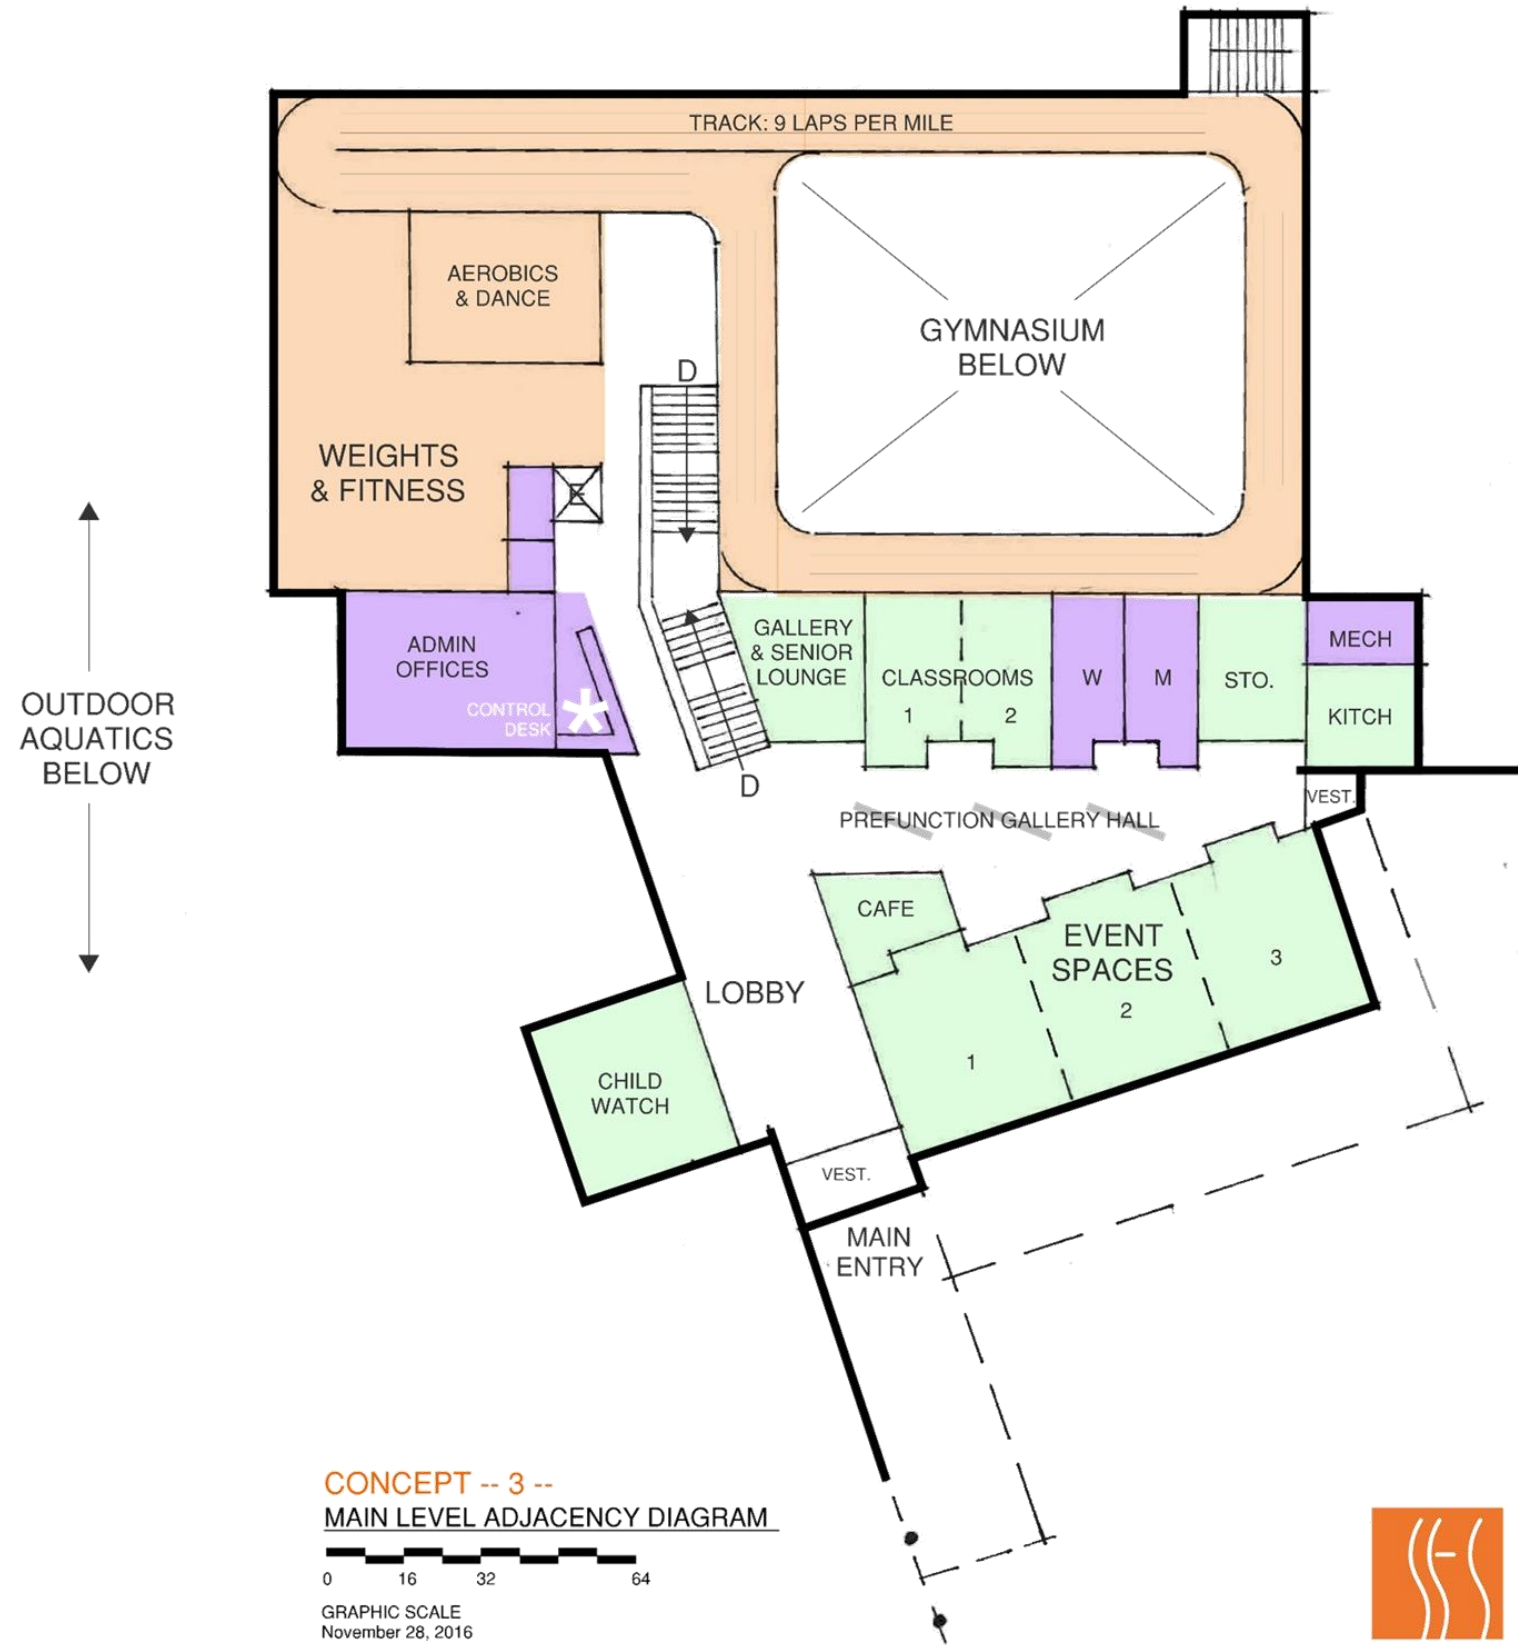 TRACK: 9 LAPS PER MILE
AEROBICS
& DANCE
GYMNASIUM
BELOW
D
WEIGHTS
& FITNESS
E
OUTDOOR
AQUATICS
BELOW
ADMIN
OFFICES
CONTROL
DESK
GALLERY
& SENIOR
LOUNGE
CLASSROOMS
1
2
W
M
STO.
MECH
KITCH
D
VEST.
PREFUNCTION GALLERY HALL
CAFE
EVENT
SPACES
1
2
3
LOBBY
CHILD
WATCH
VEST.
MAIN
ENTRY
CONCEPT -- 3 --
MAIN LEVEL ADJACENCY DIAGRAM
0 16 32 64
GRAPHIC SCALE
November 28, 2016